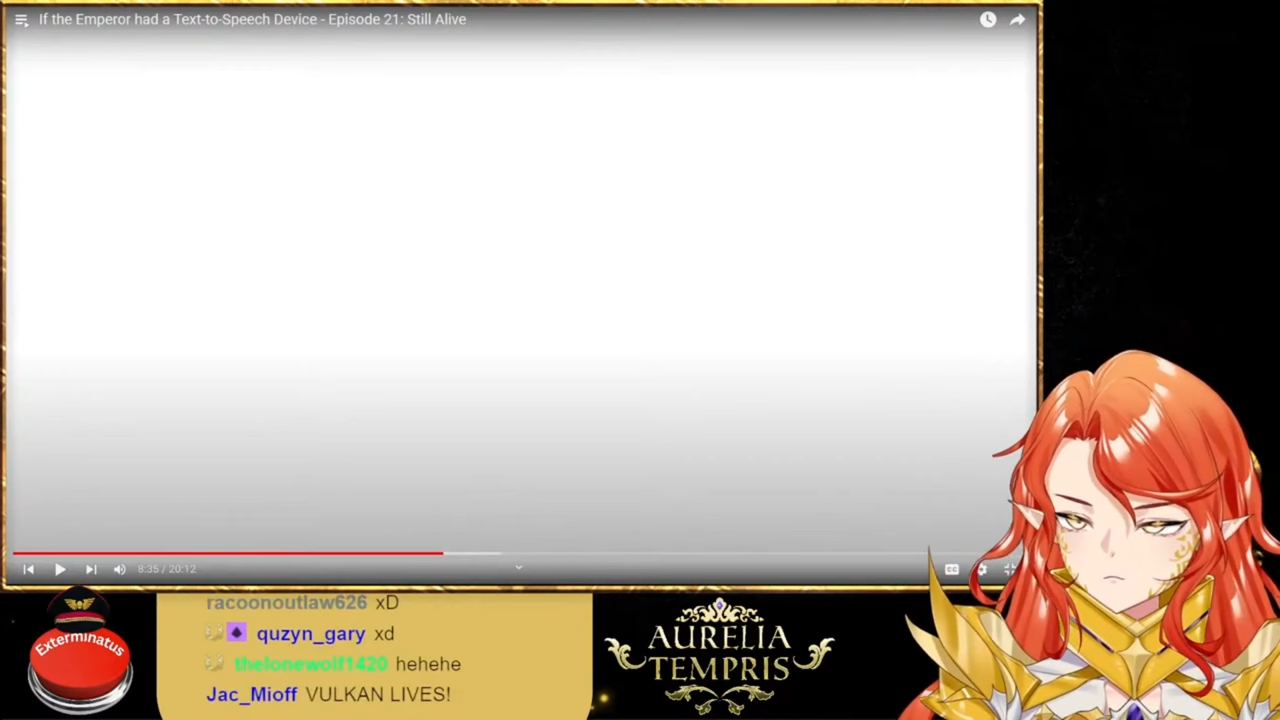 If the Emperor had a Text-to-Speech Device - Episode 21: Still Alive
8:35 / 20:12
CC
Exterminatus
racoonoutlaw626 xD
quzyn_gary xd
thelonewolf1420 hehehe
Jac_Mioff VULKAN LIVES!
AURELIA
TEMPRIS